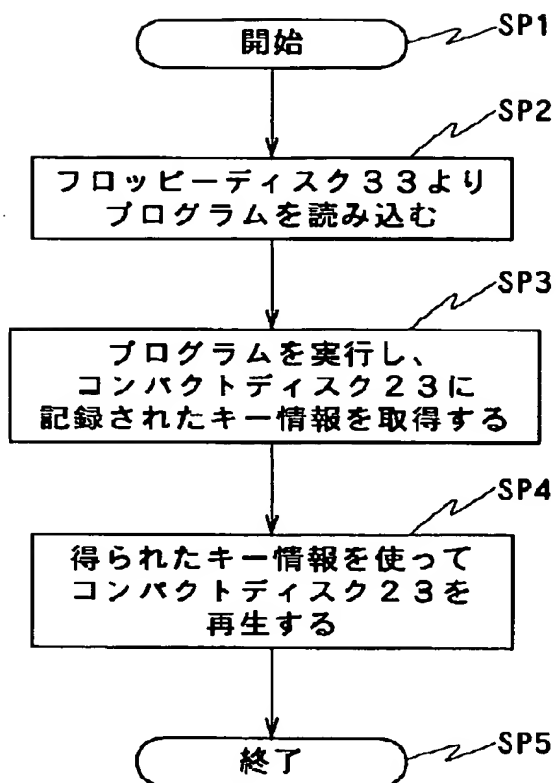 開始
SP1
SP2
フロッピーディスク33より
プログラムを読み込む
SP3
プログラムを実行し、
コンパクトディスク23に
記録されたキー情報を取得する
SP4
得られたキー情報を使って
コンパクトディスク23を
再生する
終了
SP5